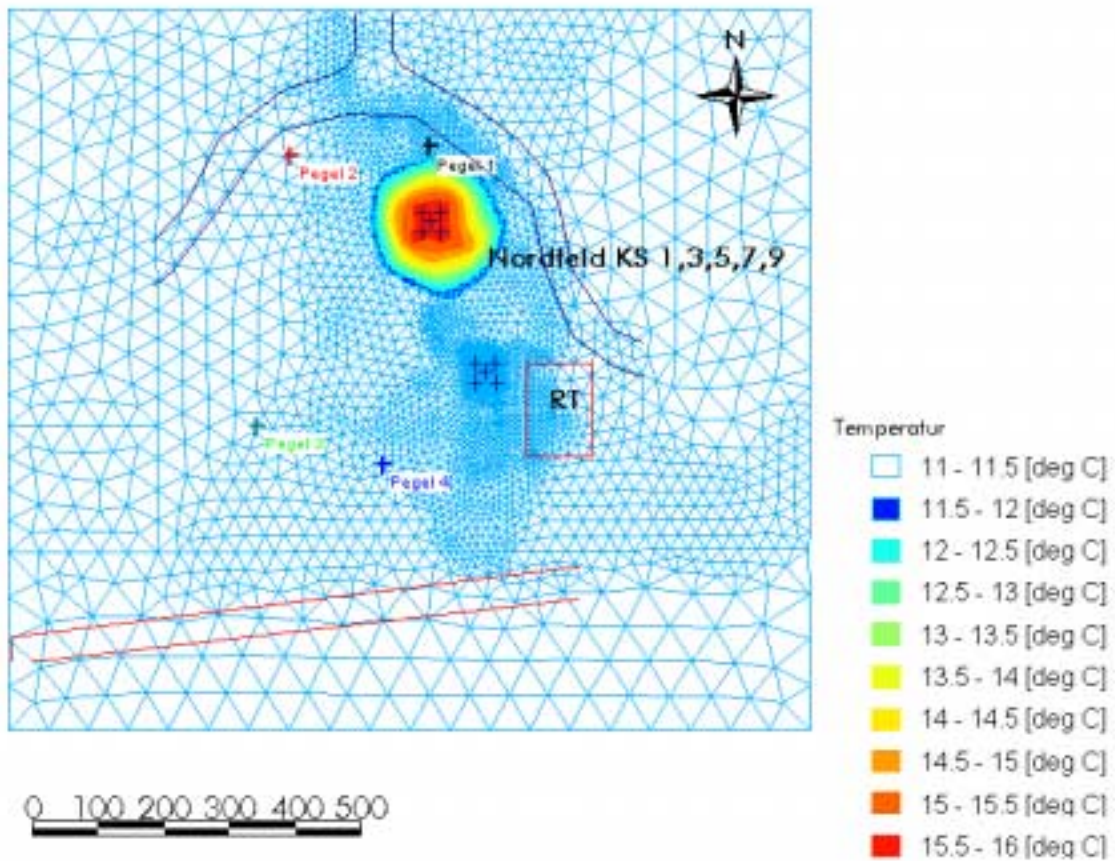 N
Pegel 1
Pegel 2
Nordfeld KS 1,3,5,7,9
RT
Pegel 3
Pegel 4
Temperatur
11 - 11.5 [deg C]
11.5 - 12 [deg C]
12 - 12.5 [deg C]
12.5 - 13 [deg C]
13 - 13.5 [deg C]
13.5 - 14 [deg C]
14 - 14.5 [deg C]
14.5 - 15 [deg C]
15 - 15.5 [deg C]
15.5 - 16 [deg C]
0 100 200 300 400 500